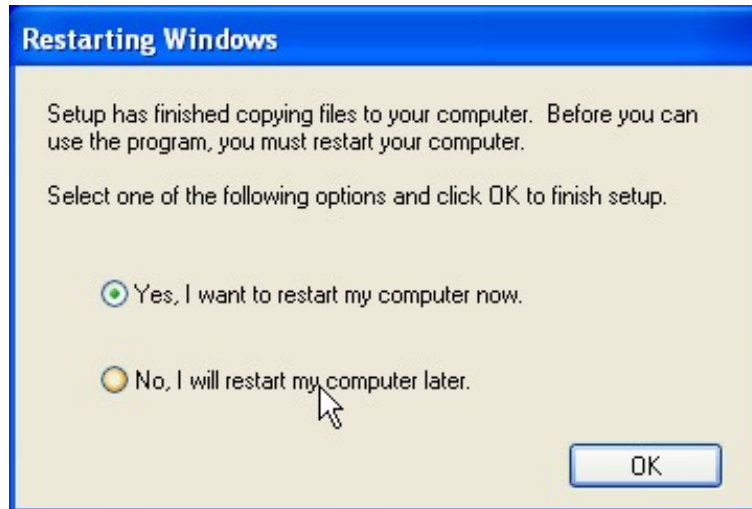 Restarting Windows
Setup has finished copying files to your computer.  Before you can
use the program, you must restart your computer.
Select one of the following options and click OK to finish setup.
Yes, I want to restart my computer now.
No, I will restart my computer later.
OK